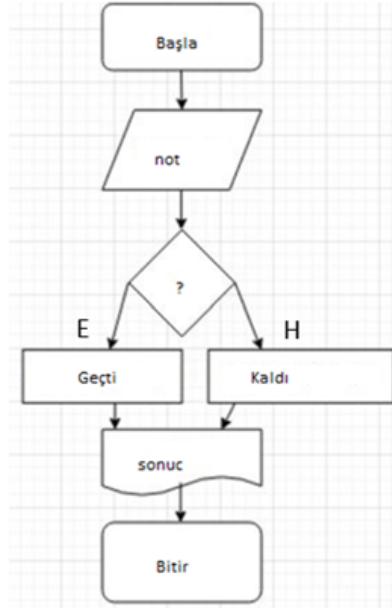 Başla
not
?
E
H
Geçti
Kaldı
sonuc
Bitir